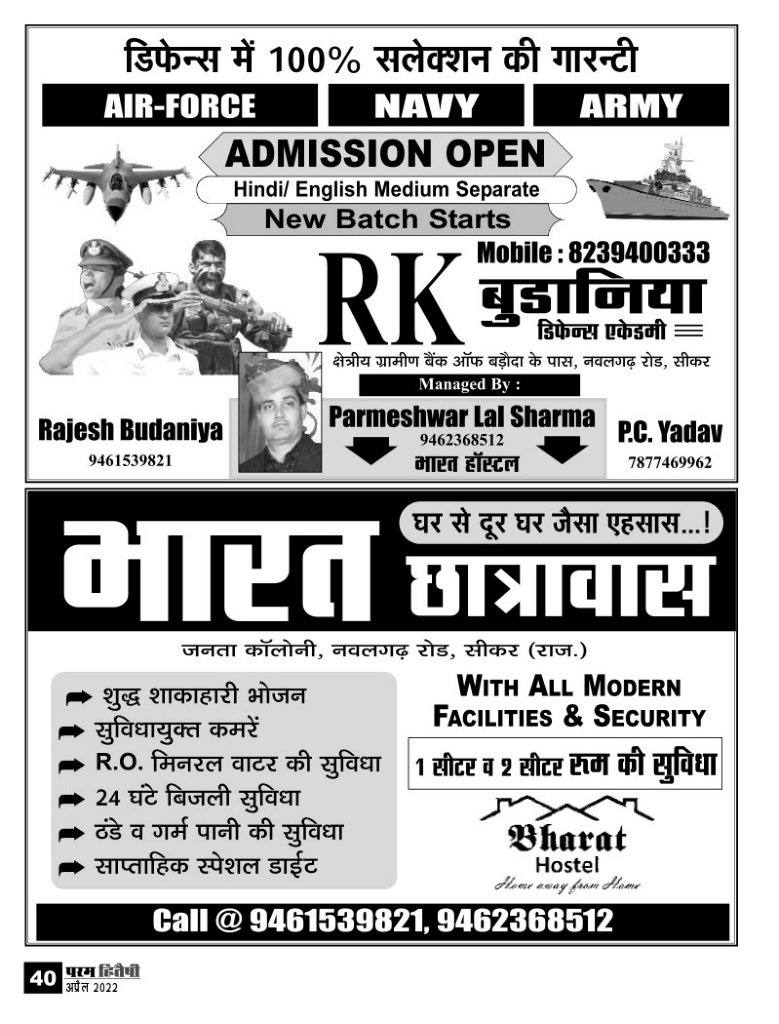 डिफेन्स में 100% सलेक्शन की गारन्टी
AIR-FORCE NAVY ARMY
ADMISSION OPEN
Hindi/ English Medium Separate
New Batch Starts
Mobile : 8239400333
RK बुडानिया
डिफेन्स एकेडमी
क्षेत्रीय ग्रामीण बैंक ऑफ बड़ौदा के पास, नवलगढ़ रोड, सीकर
Managed By :
Rajesh Budaniya
9461539821
Parmeshwar Lal Sharma
9462368512
भारत हॉस्टल
P.C. Yadav
7877469962
घर से दूर घर जैसा एहसास...!
भारत छात्रावास
जनता कॉलोनी, नवलगढ़ रोड, सीकर (राज.)
शुद्ध शाकाहारी भोजन
सुविधायुक्त कमरें
R.O. मिनरल वाटर की सुविधा
24 घंटे बिजली सुविधा
ठंडे व गर्म पानी की सुविधा
साप्ताहिक स्पेशल डाईट
WITH ALL MODERN
FACILITIES & SECURITY
1 सीटर व 2 सीटर रूम की सुविधा
Bharat
Hostel
Home away from Home
Call @ 9461539821, 9462368512
40 परम हितैषी
अप्रैल 2022